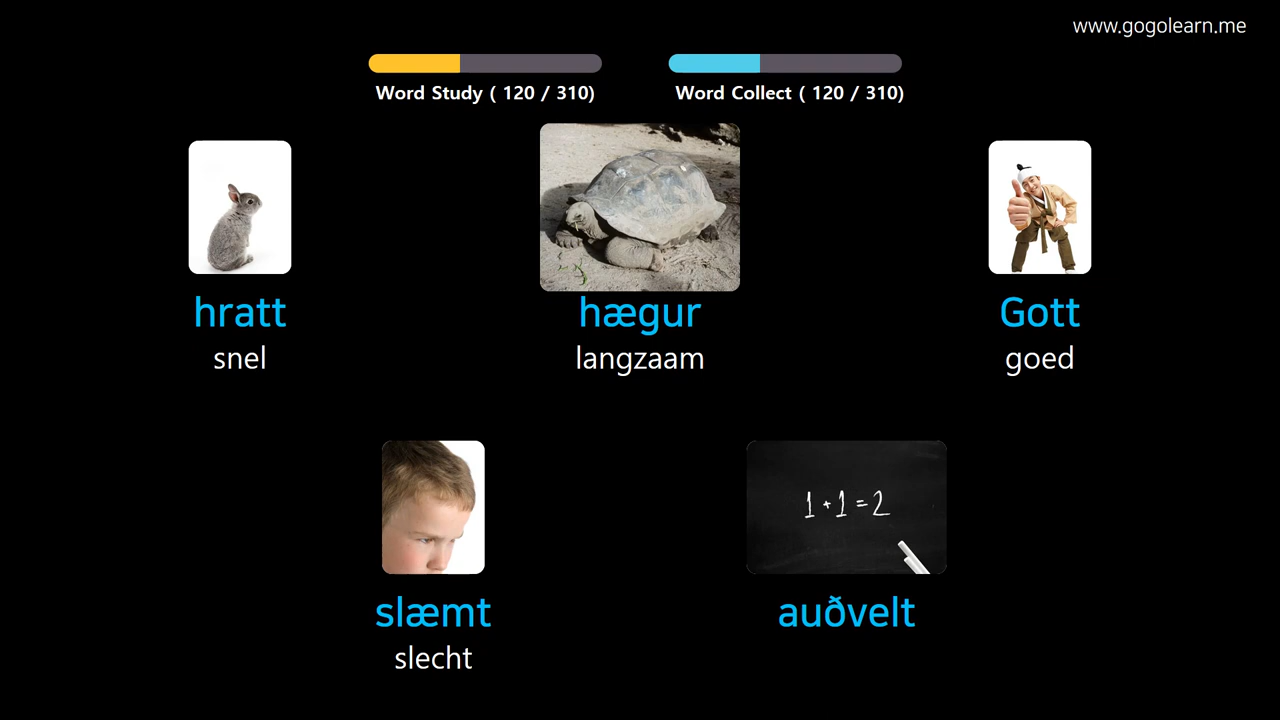 www.gogolearn.me
Word Study ( 120 / 310)
Word Collect ( 120 / 310)
hratt
snel
hægur
langzaam
Gott
goed
slæmt
slecht
1+1=2
auðvelt